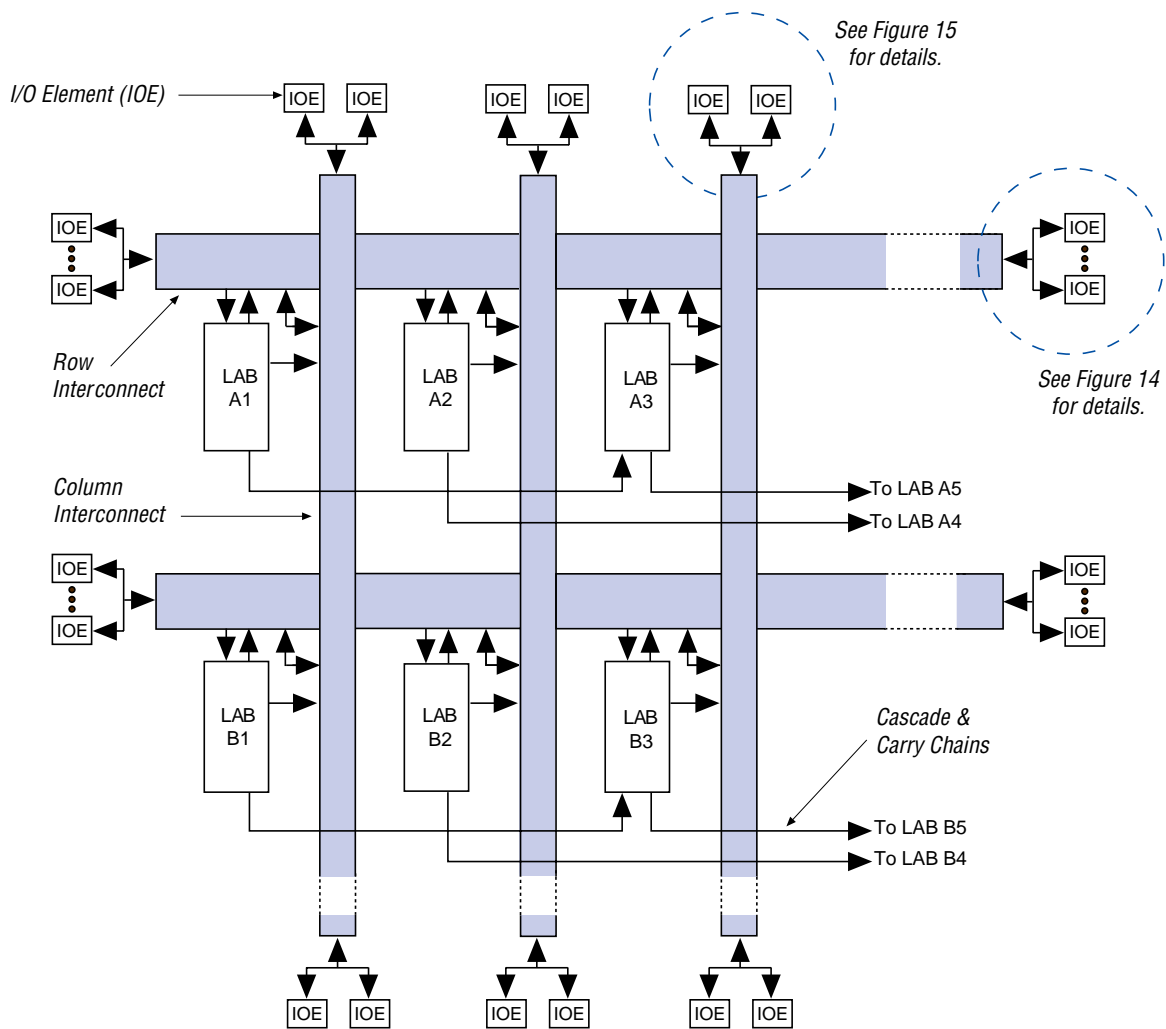 See Figure 15
for details.
I/O Element (IOE)
IOE IOE IOE IOE IOE IOE
IOE IOE
IOE IOE
Row
Interconnect
LAB
A1
LAB
A2
LAB
A3
See Figure 14
for details.
Column
Interconnect
To LAB A5
To LAB A4
IOE IOE
IOE IOE
LAB
B1
LAB
B2
LAB
B3
Cascade &
Carry Chains
To LAB B5
To LAB B4
IOE IOE IOE IOE IOE IOE